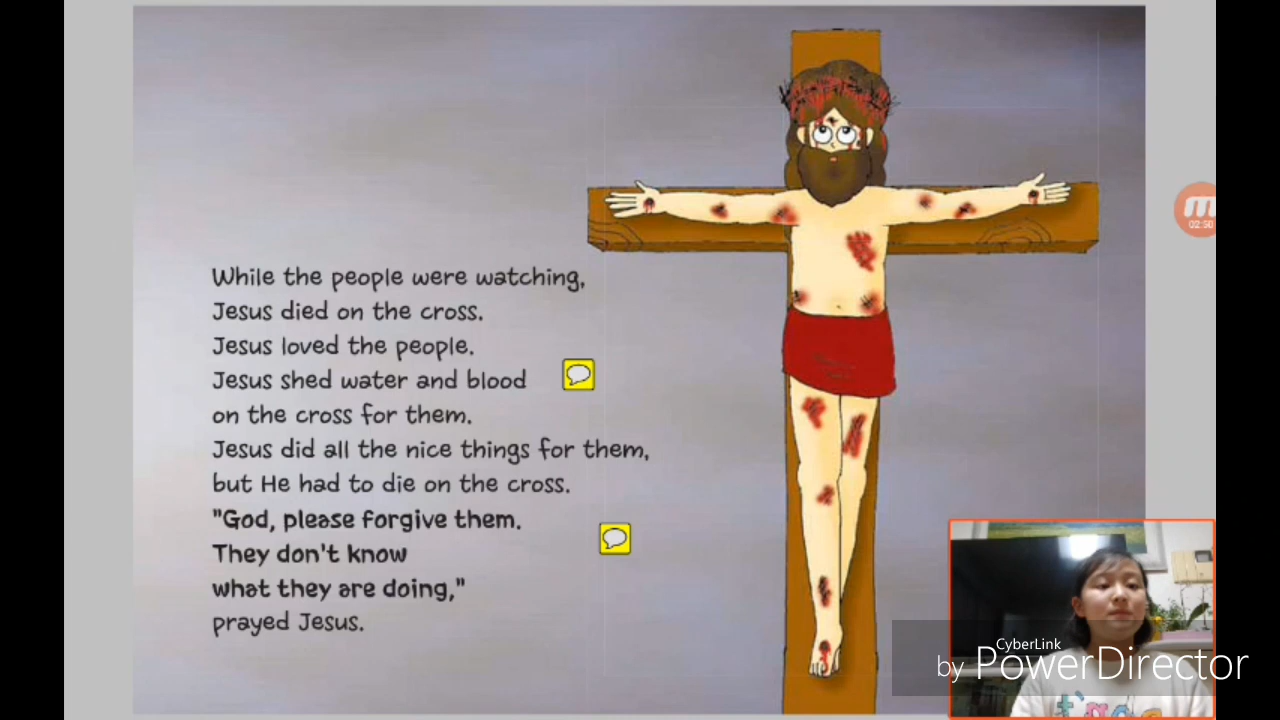 While the people were watching,
Jesus died on the cross.
Jesus loved the people.
Jesus shed water and blood
on the cross for them.
Jesus did all the nice things for them,
but He had to die on the cross.
"God, please forgive them.
They don't know
what they are doing,"
prayed Jesus.
02:50
CyberLink
by PowerDirector